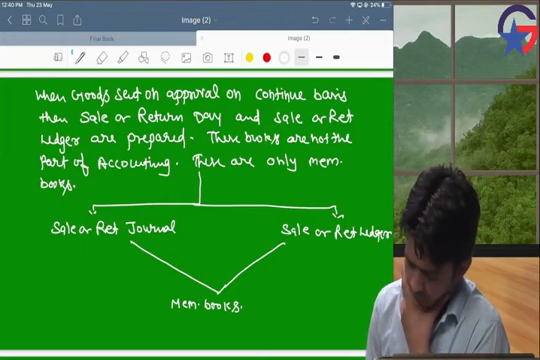 12:40 PM Thu 23 May
24%
Image (2)
Final Book
Image (2)
When Goods sent on approval on continue basis
then Sale or Return Day and Sale or Ret
Ledger are prepared. These books are not the
Part of Accounting. These are only mem.
books.
Sale or Ret Journal
Sale or Ret Ledger
Mem. books.
G